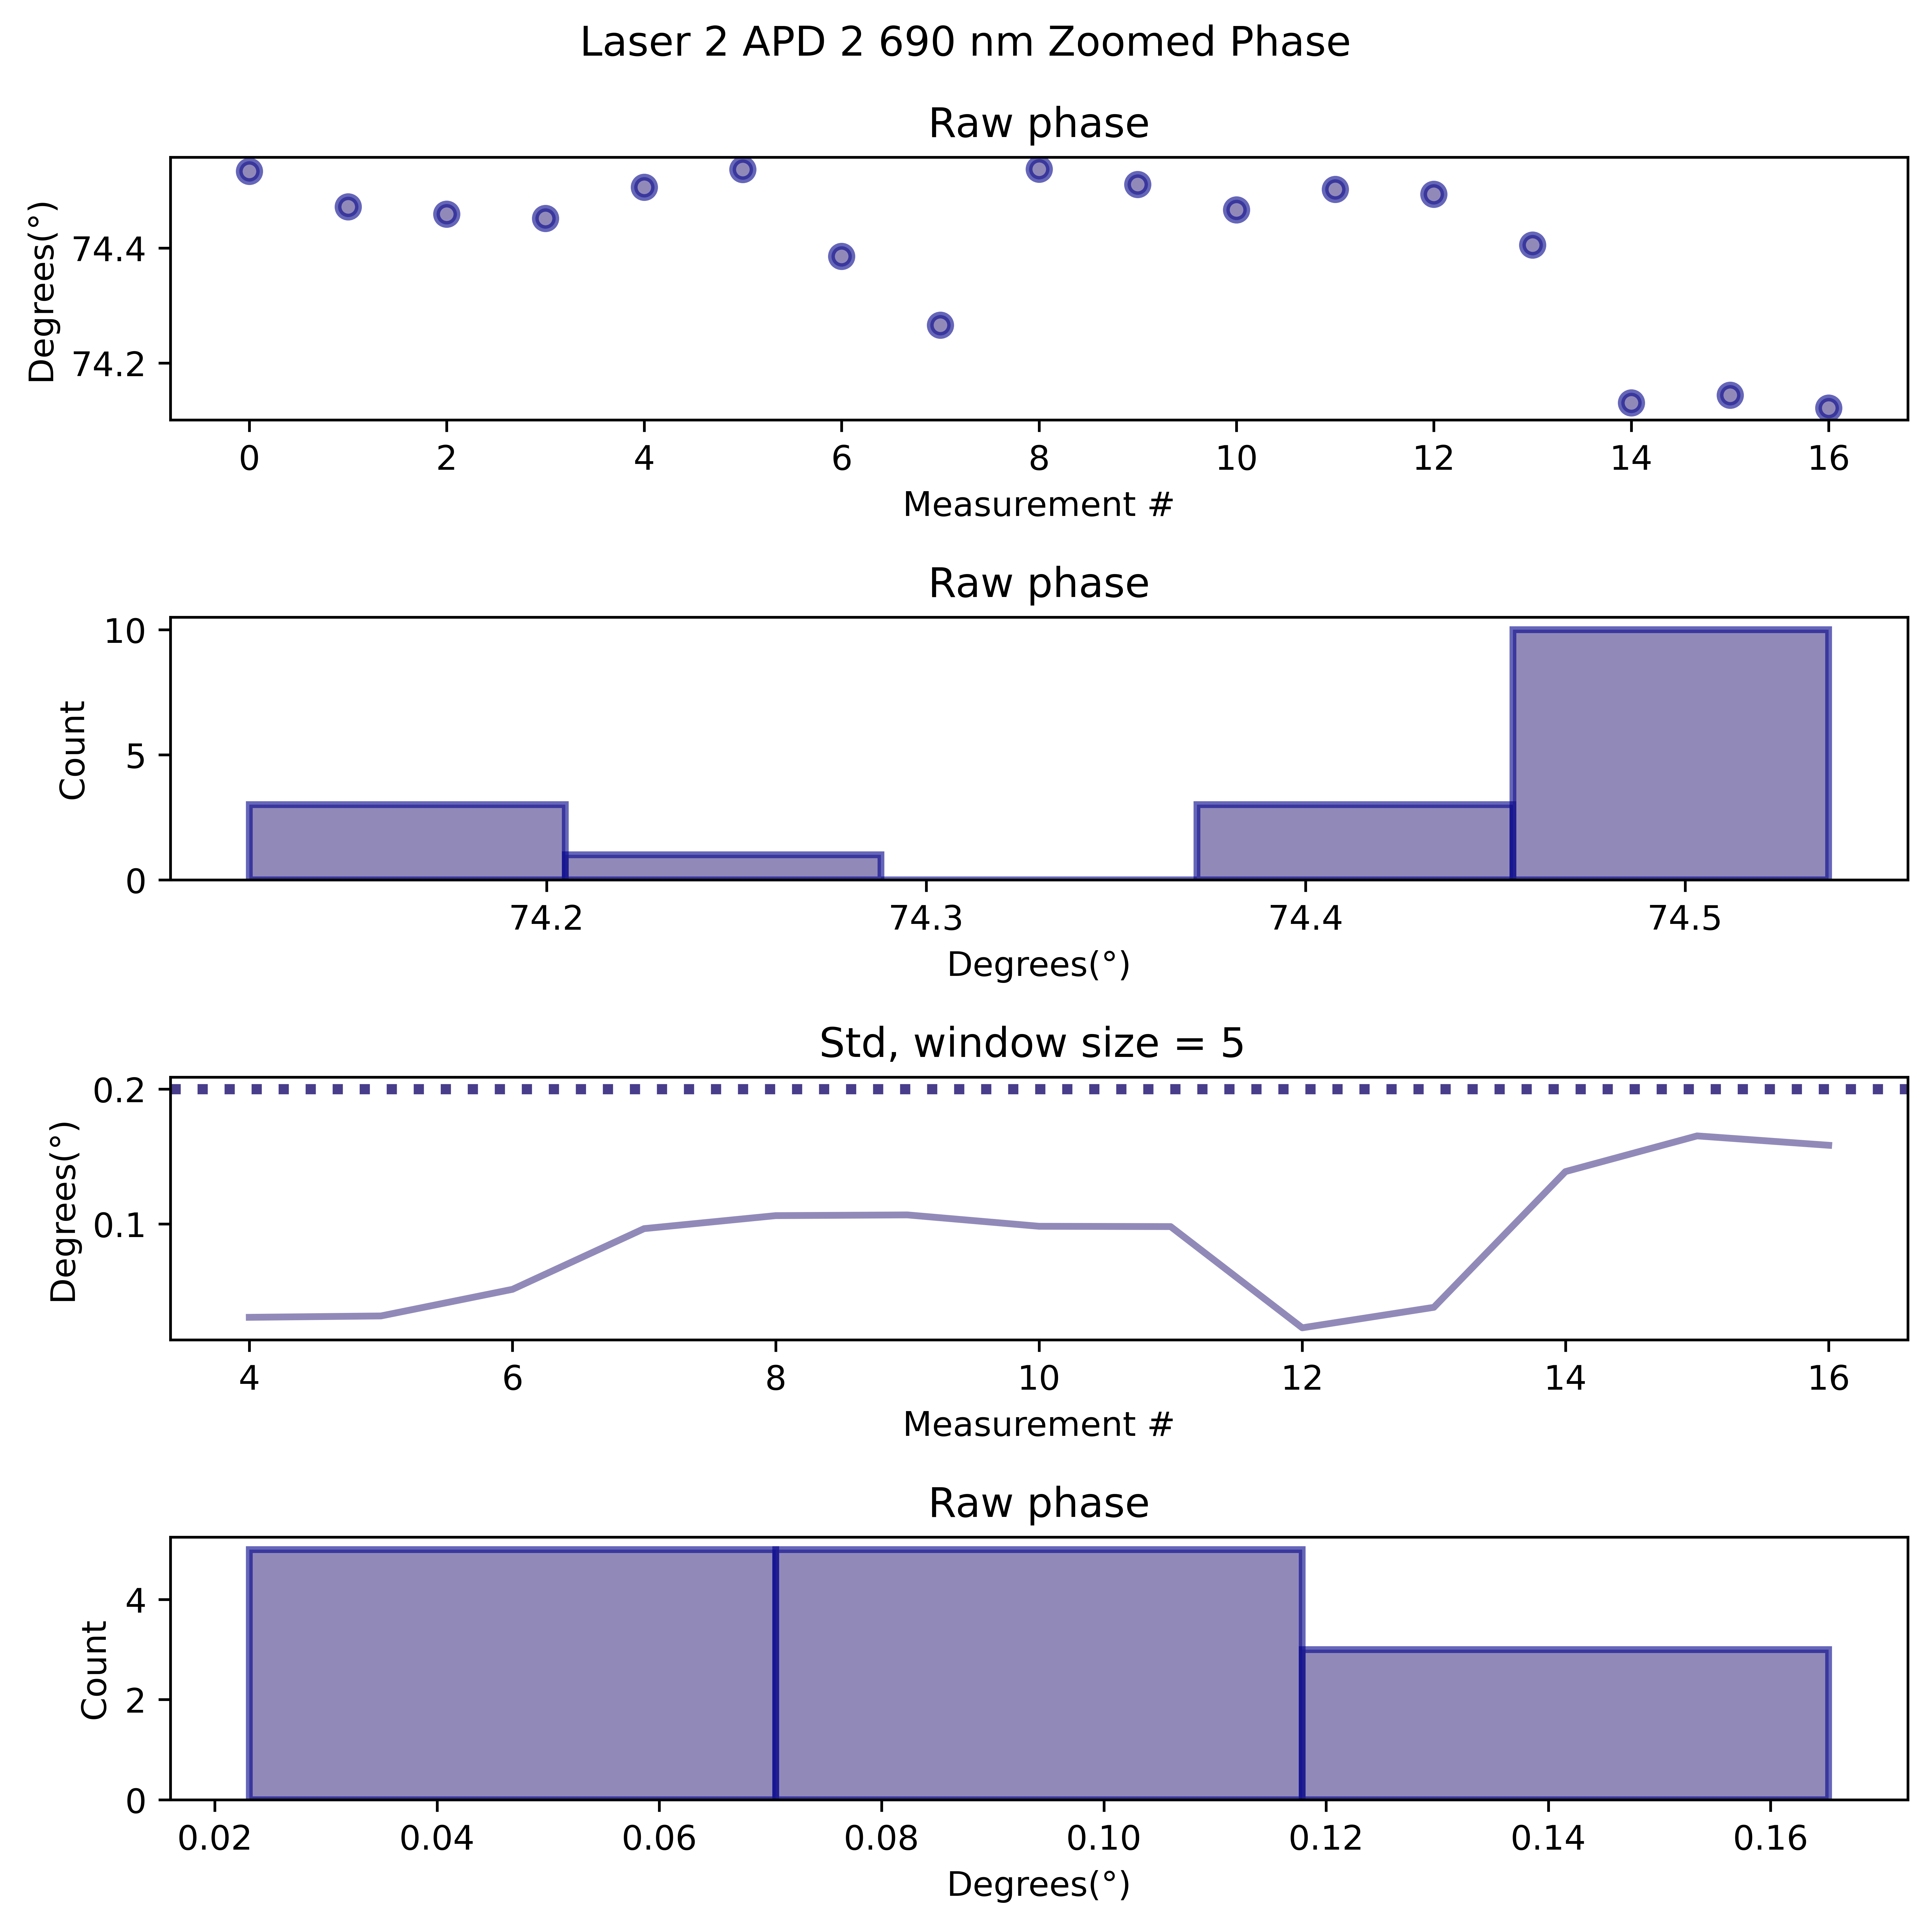 Laser 2 APD 2 690 nm Zoomed Phase
Raw phase
Degrees(°)
74.4
74.2
0 2 4 6 8 10 12 14 16
Measurement #
Raw phase
Count
10
5
0
74.2 74.3 74.4 74.5
Degrees(°)
Std, window size = 5
Degrees(°)
0.2
0.1
4 6 8 10 12 14 16
Measurement #
Raw phase
Count
4
2
0
0.02 0.04 0.06 0.08 0.10 0.12 0.14 0.16
Degrees(°)